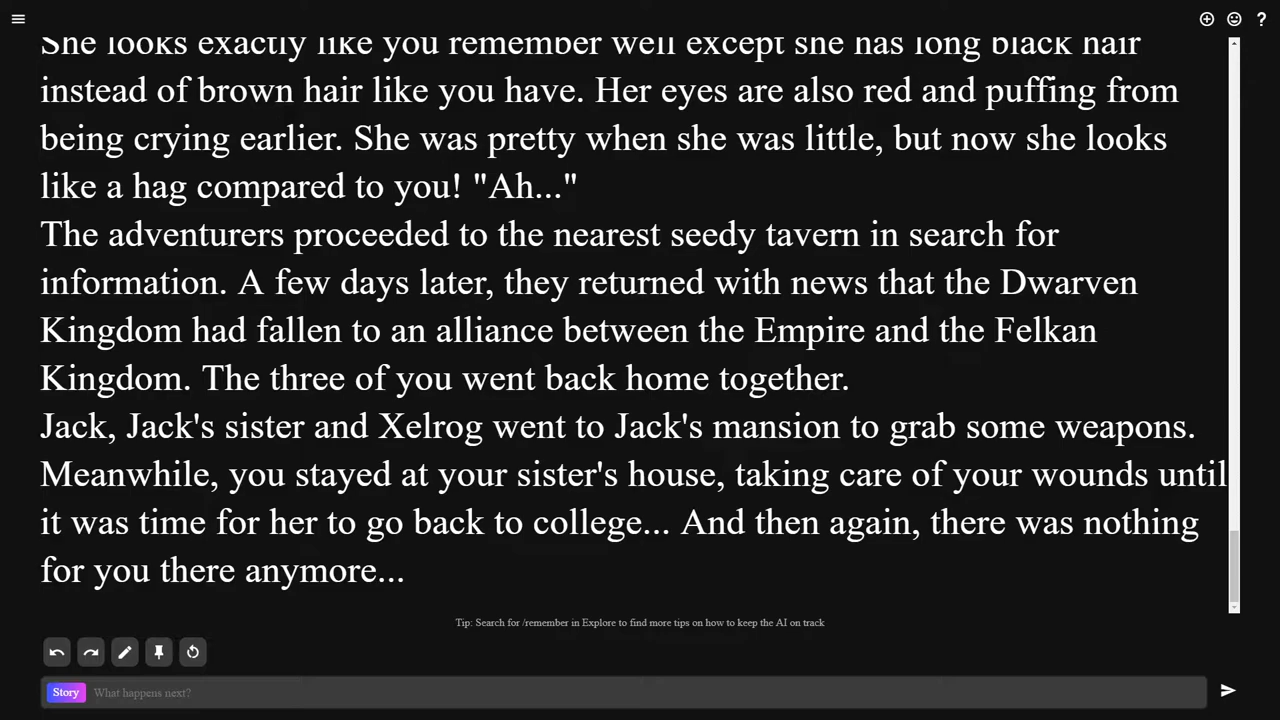 She looks exactly like you remember well except she has long black hair
instead of brown hair like you have. Her eyes are also red and puffing from
being crying earlier. She was pretty when she was little, but now she looks
like a hag compared to you! "Ah..."
The adventurers proceeded to the nearest seedy tavern in search for
information. A few days later, they returned with news that the Dwarven
Kingdom had fallen to an alliance between the Empire and the Felkan
Kingdom. The three of you went back home together.
Jack, Jack's sister and Xelrog went to Jack's mansion to grab some weapons.
Meanwhile, you stayed at your sister's house, taking care of your wounds until
it was time for her to go back to college... And then again, there was nothing
for you there anymore...
Tip: Search for /remember in Explore to find more tips on how to keep the AI on track
Story What happens next?